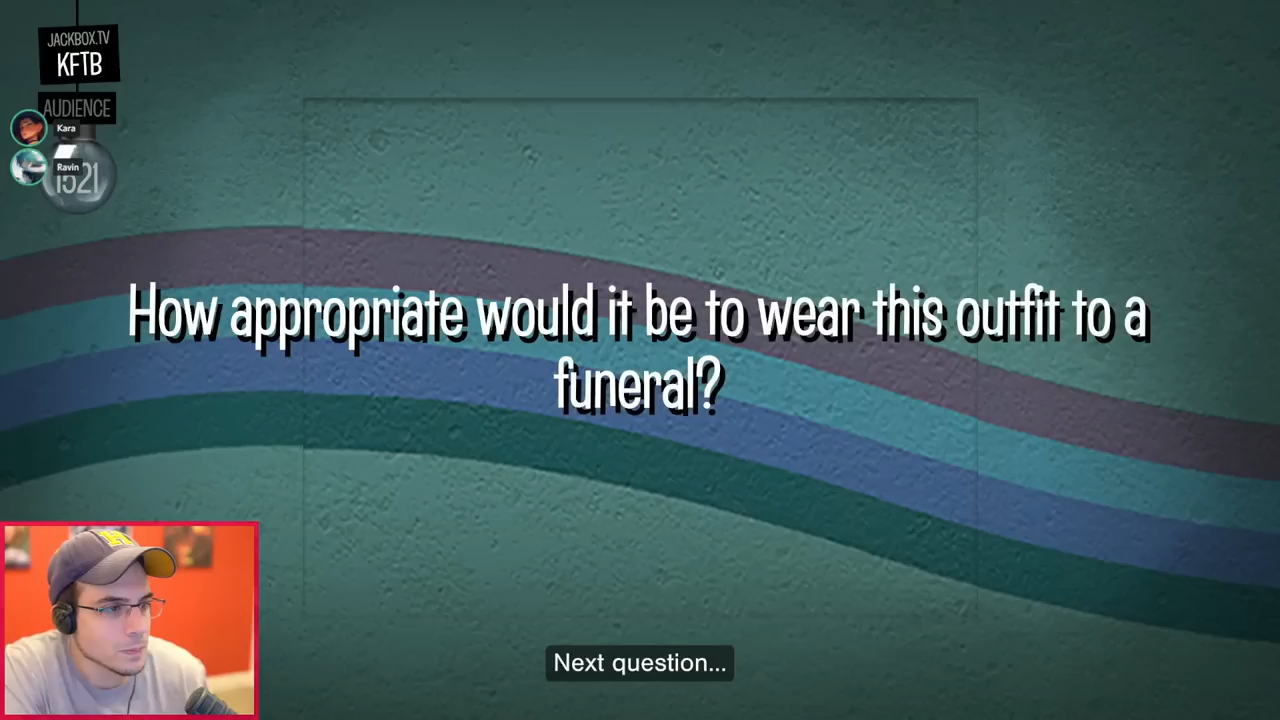 JACKBOX.TV
KFTB
AUDIENCE
Kara
Ravin
1521
How appropriate would it be to wear this outfit to a
funeral?
H
Next question...